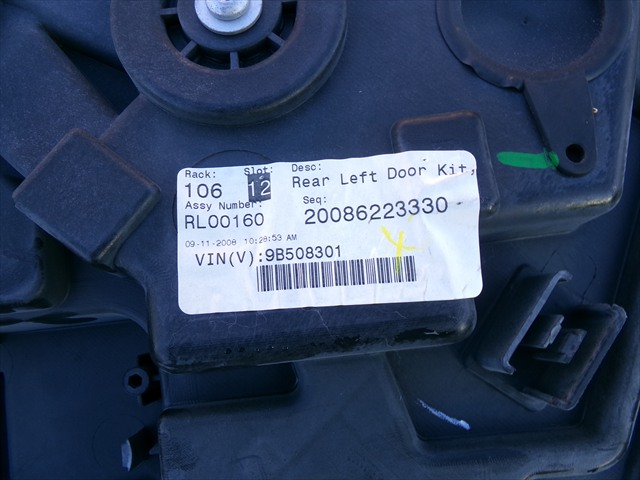 Rack: Slot: Desc:
106 12 Rear Left Door Kit,
Assy Number: Seq:
RL00160 20086223330
09-11-2008 10:28:53 AM
VIN(V):9B508301